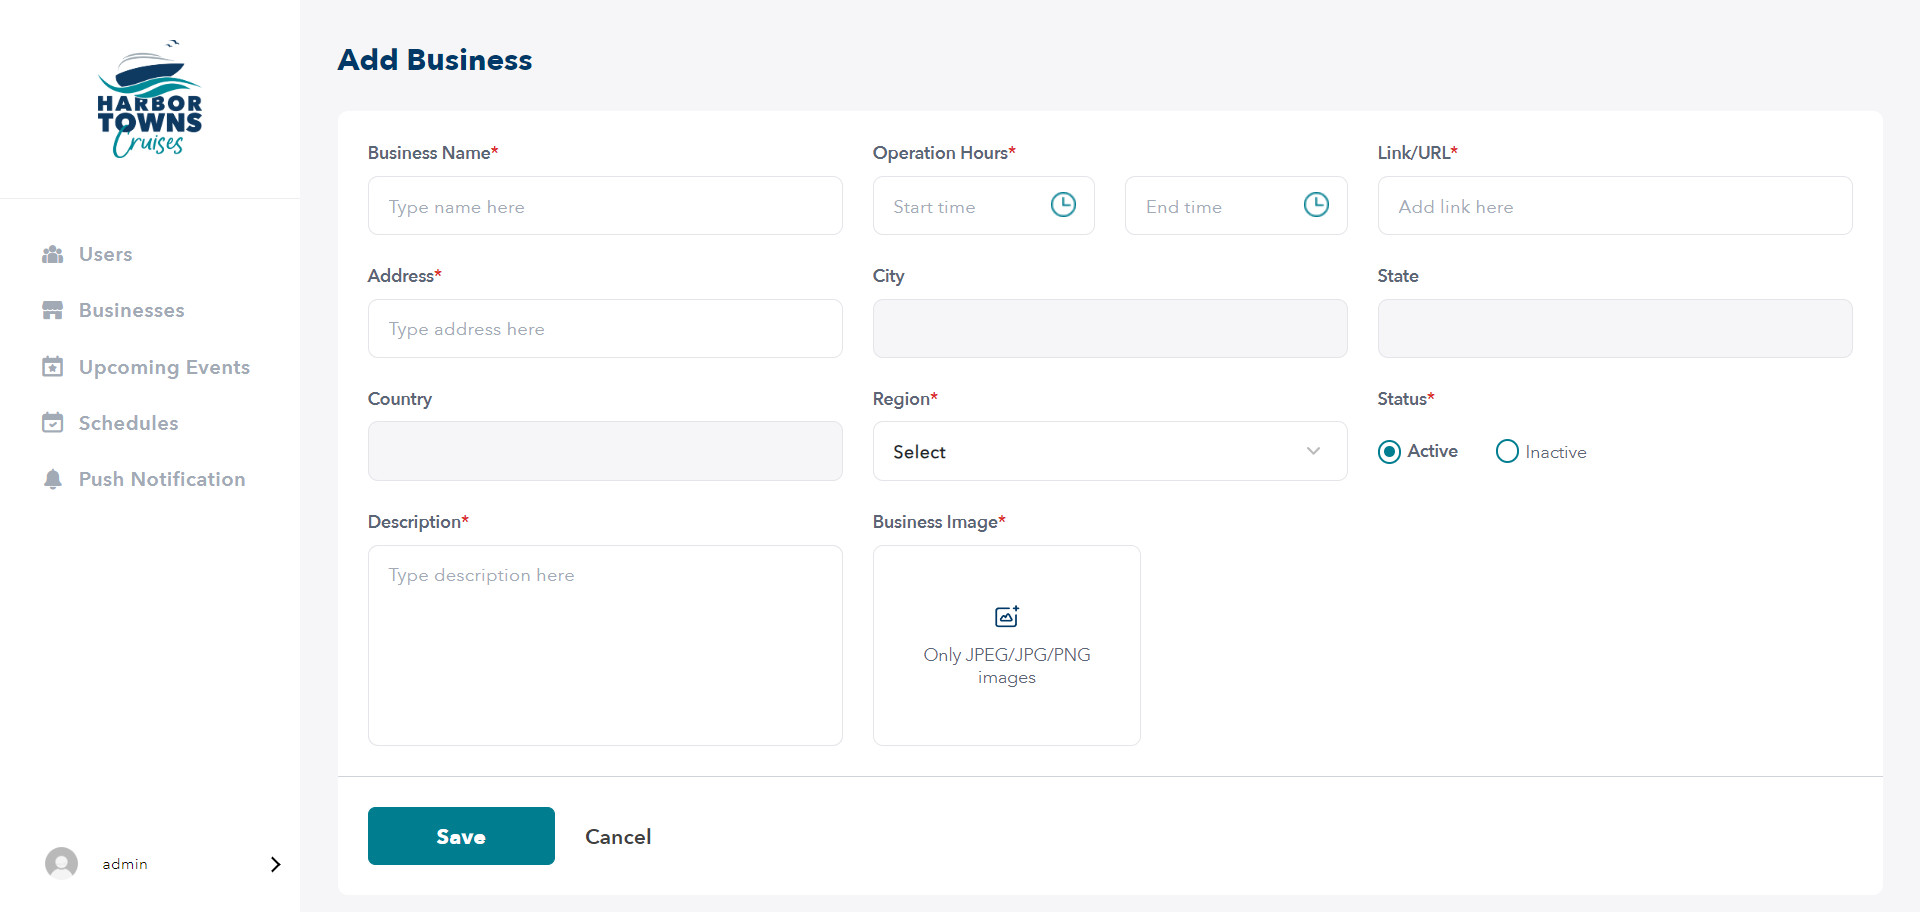 HARBOR
TOWNS
Cruises
Users
Businesses
Upcoming Events
Schedules
Push Notification
admin
Add Business
Business Name*
Operation Hours*
Link/URL*
Type name here
Start time
End time
Add link here
Address*
City
State
Type address here
Country
Region*
Status*
Select
Active
Inactive
Description*
Business Image*
Type description here
Only JPEG/JPG/PNG
images
Save
Cancel